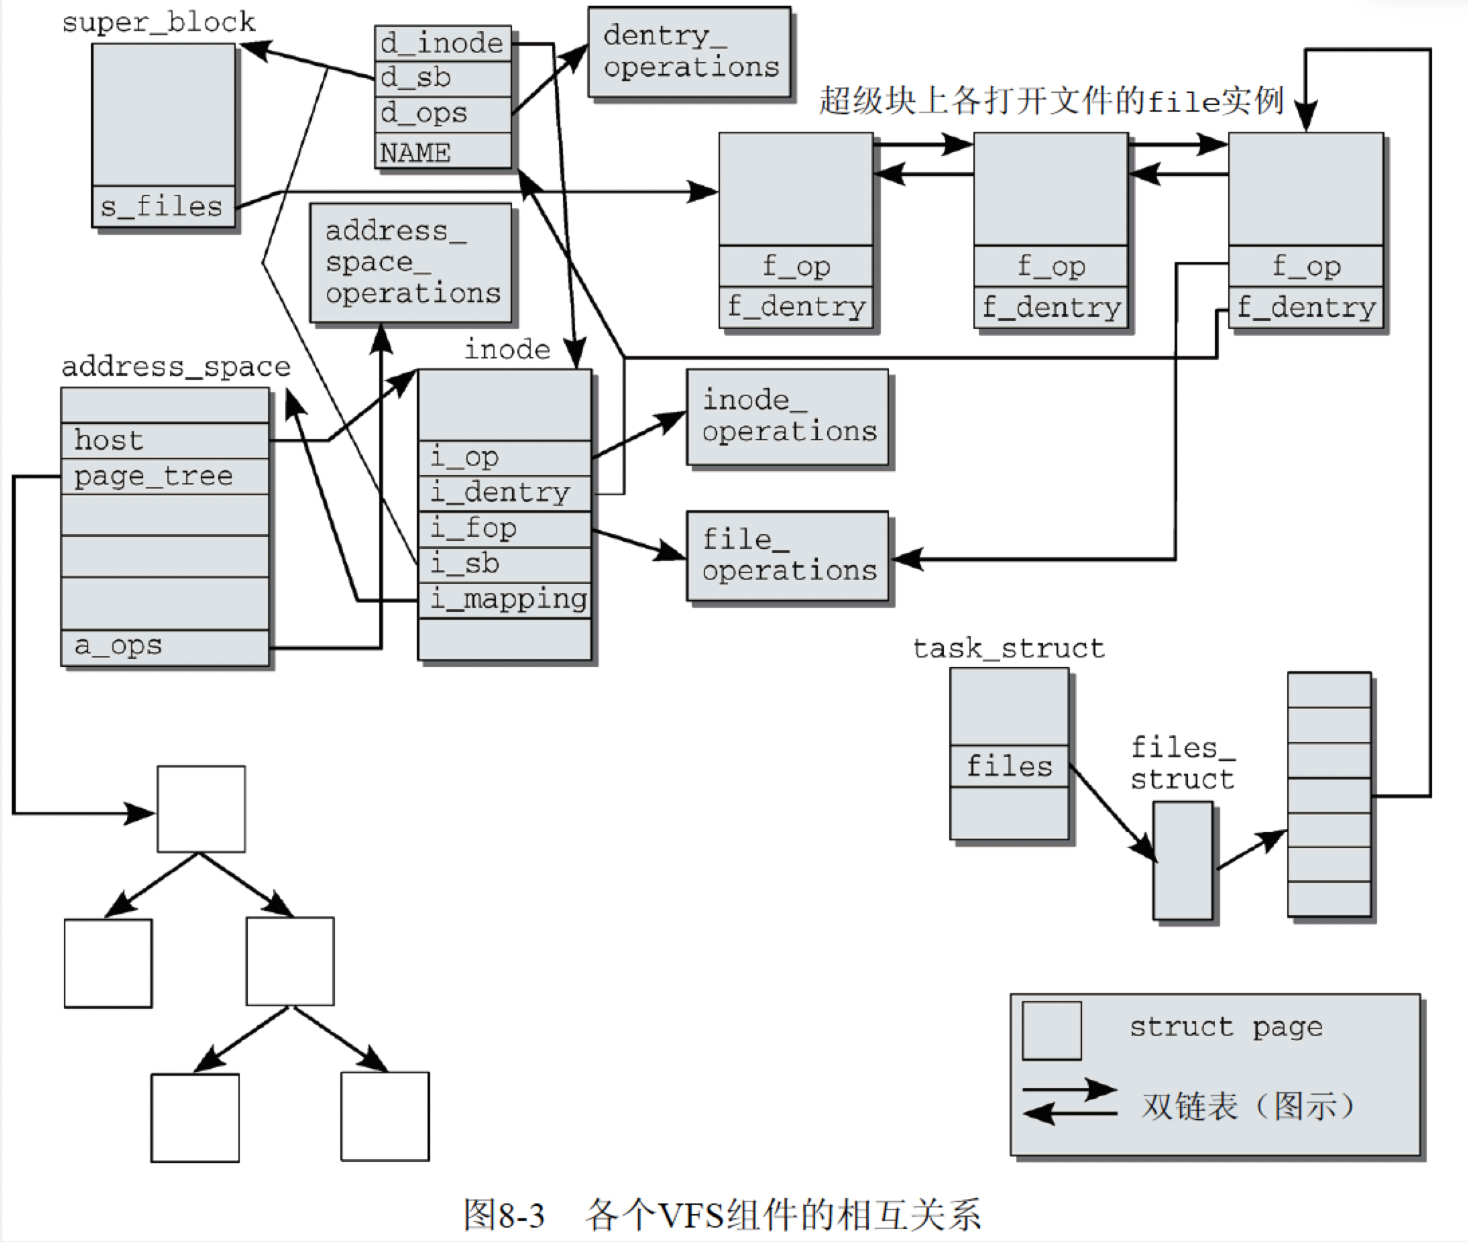 super_block
s_files
d_inode
d_sb
d_ops
NAME
dentry_
operations
超级块上各打开文件的file实例
f_op
f_dentry
f_op
f_dentry
f_op
f_dentry
address_
space_
operations
address_space
host
page_tree
a_ops
inode
i_op
i_dentry
i_fop
i_sb
i_mapping
inode_
operations
file_
operations
task_struct
files
files_
struct
struct page
双链表（图示）
图8-3 各个VFS组件的相互关系